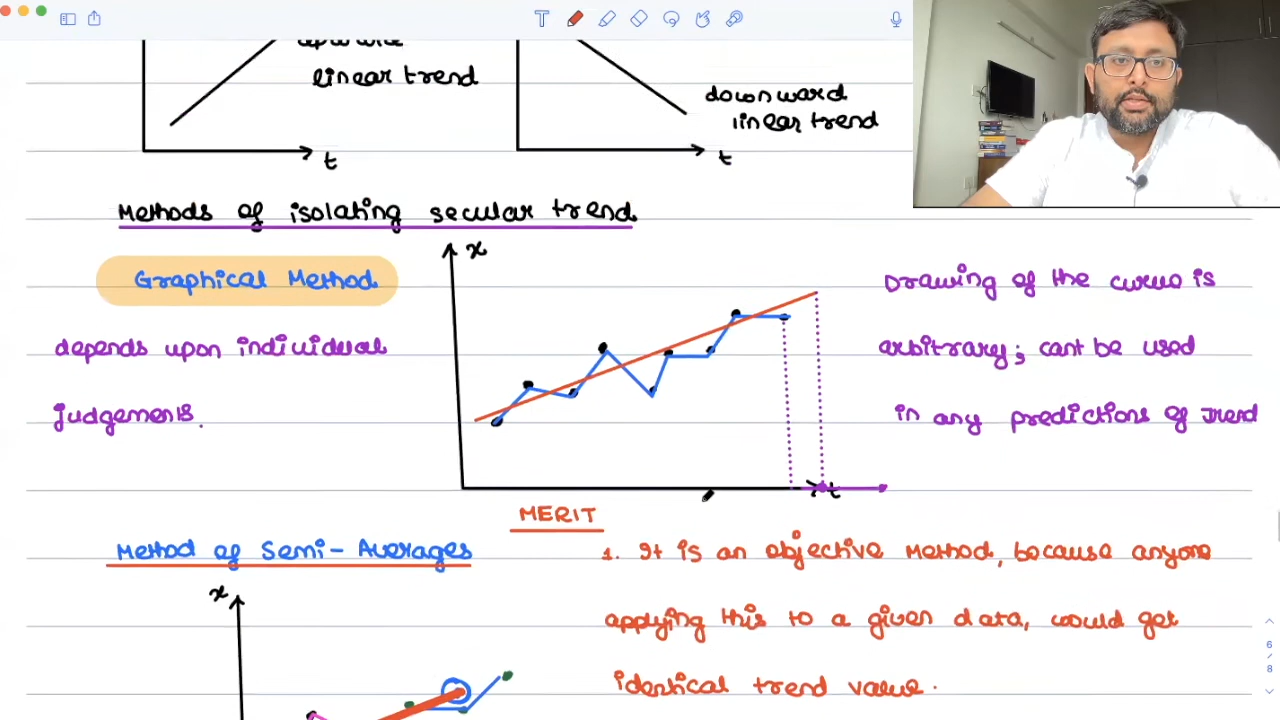 linear trend
downward
linear trend
t
t
Methods of isolating secular trend
x
Graphical Method
Drawing of the curve is
depends upon individual
arbitrary; cant be used
judgements.
in any predictions of trend
t
MERIT
Method of Semi-Averages
1. It is an objective Method, because anyone
x
applying this to a given data, would get
identical trend value.
6
/
8